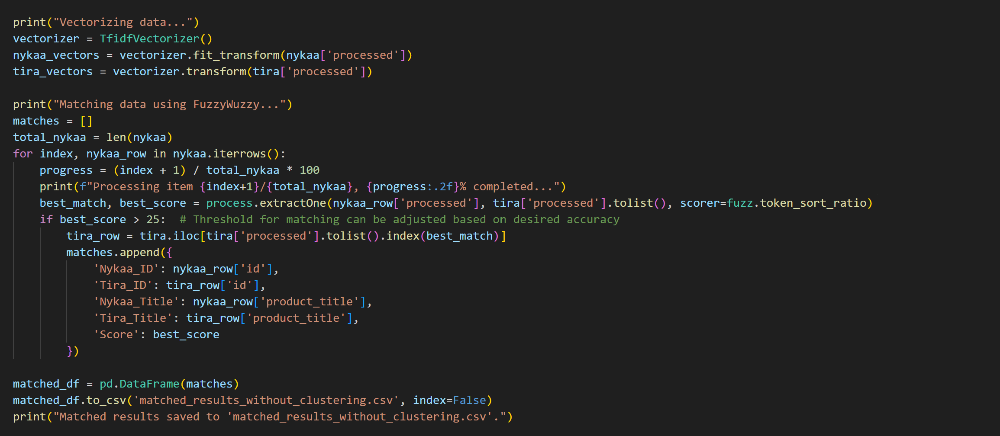 print("Vectorizing data...")
vectorizer = TfidfVectorizer()
nykaa_vectors = vectorizer.fit_transform(nykaa['processed'])
tira_vectors = vectorizer.transform(tira['processed'])

print("Matching data using FuzzyWuzzy...")
matches = []
total_nykaa = len(nykaa)
for index, nykaa_row in nykaa.iterrows():
    progress = (index + 1) / total_nykaa * 100
    print(f"Processing item {index+1}/{total_nykaa}, {progress:.2f}% completed...")
    best_match, best_score = process.extractOne(nykaa_row['processed'], tira['processed'].tolist(), scorer=fuzz.token_sort_ratio)
    if best_score > 25:  # Threshold for matching can be adjusted based on desired accuracy
        tira_row = tira.iloc[tira['processed'].tolist().index(best_match)]
        matches.append({
            'Nykaa_ID': nykaa_row['id'],
            'Tira_ID': tira_row['id'],
            'Nykaa_Title': nykaa_row['product_title'],
            'Tira_Title': tira_row['product_title'],
            'Score': best_score
        })

matched_df = pd.DataFrame(matches)
matched_df.to_csv('matched_results_without_clustering.csv', index=False)
print("Matched results saved to 'matched_results_without_clustering.csv'.")